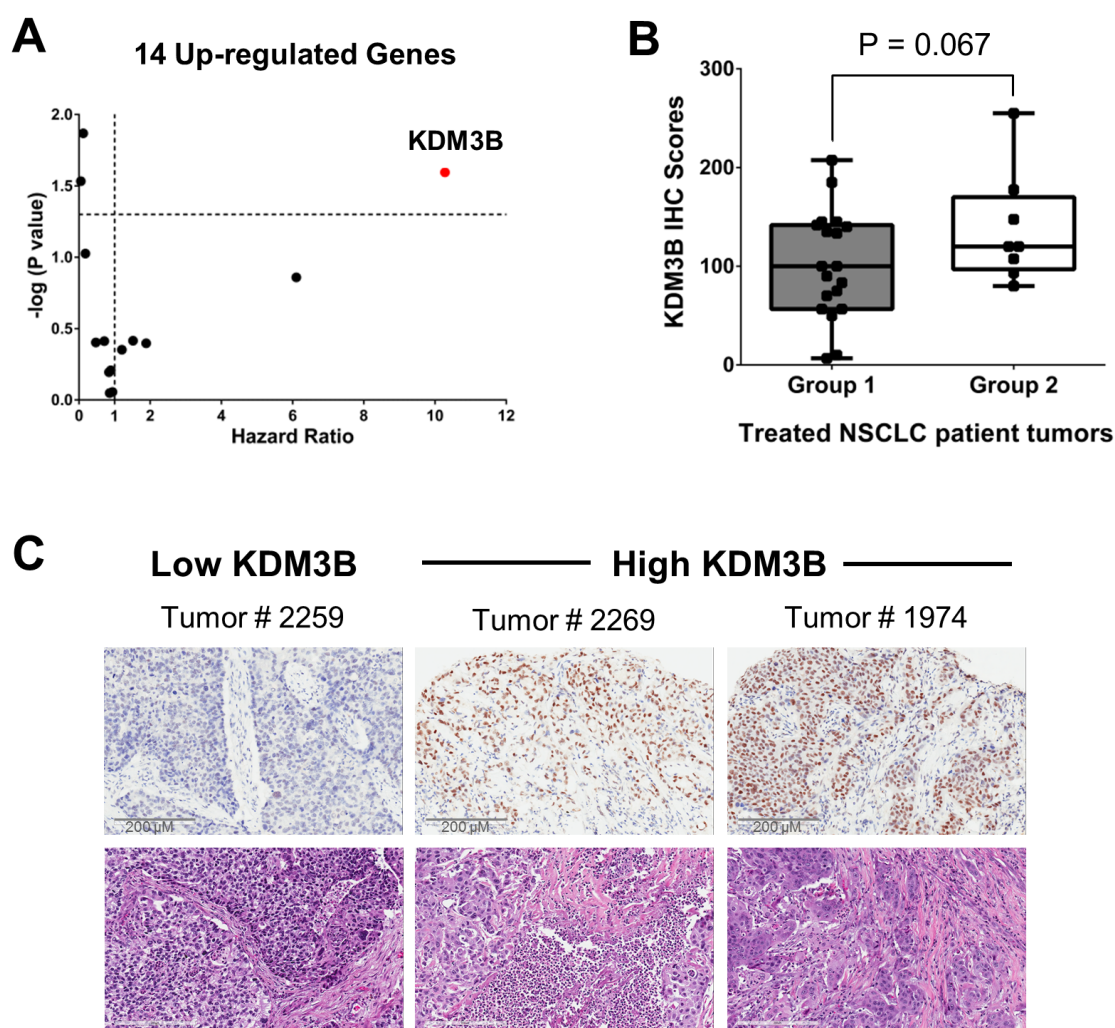 A
14 Up-regulated Genes
2.0
1.5
1.0
0.5
0.0
-log (P value)
KDM3B
0 1 2 4 6 8 10 12
Hazard Ratio
B
P = 0.067
300
200
100
0
KDM3B IHC Scores
Group 1 Group 2
Treated NSCLC patient tumors
C
Low KDM3B High KDM3B
Tumor # 2259 Tumor # 2269 Tumor # 1974
200 µM 200 µM 200 µM